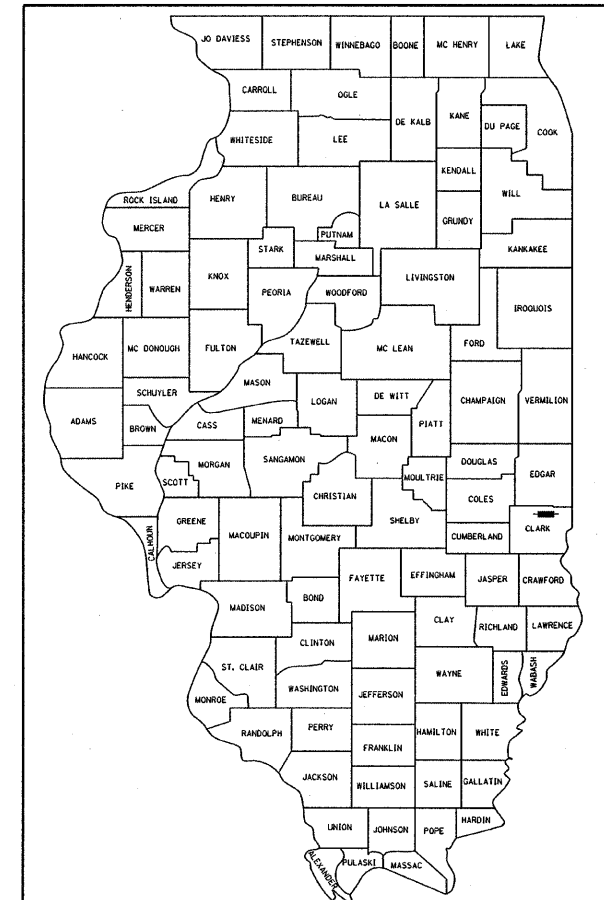 JO DAVIESS
STEPHENSON
WINNEBAGO
BOONE
MC HENRY
LAKE
CARROLL
OGLE
DE KALB
KANE
DU PAGE
COOK
WHITESIDE
LEE
KENDALL
WILL
ROCK ISLAND
HENRY
BUREAU
LA SALLE
GRUNDY
MERCER
PUTNAM
STARK
MARSHALL
KANKAKEE
HENDERSON
WARREN
KNOX
PEORIA
WOODFORD
LIVINGSTON
IROQUOIS
HANCOCK
MC DONOUGH
FULTON
TAZEWELL
MC LEAN
FORD
SCHUYLER
MASON
ADAMS
BROWN
CASS
MENARD
LOGAN
DE WITT
PIATT
CHAMPAIGN
VERMILION
MACON
PIKE
SCOTT
MORGAN
SANGAMON
CHRISTIAN
MOULTRIE
DOUGLAS
COLES
EDGAR
CALHOUN
GREENE
MACOUPIN
MONTGOMERY
SHELBY
CUMBERLAND
CLARK
JERSEY
FAYETTE
EFFINGHAM
JASPER
CRAWFORD
MADISON
BOND
CLAY
RICHLAND
LAWRENCE
CLINTON
MARION
ST. CLAIR
WAYNE
EDWARDS
WABASH
WASHINGTON
JEFFERSON
MONROE
RANDOLPH
PERRY
HAMILTON
WHITE
FRANKLIN
JACKSON
WILLIAMSON
SALINE
GALLATIN
UNION
JOHNSON
POPE
HARDIN
ALEXANDER
PULASKI
MASSAC